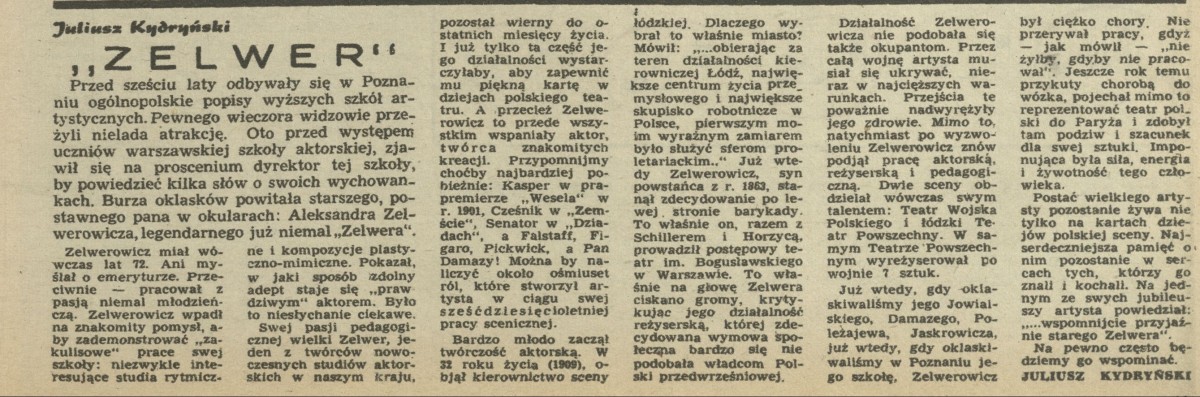 Juliusz Kydryński
„ZELWER"
Przed sześciu laty odbywały się w Pozna-
niu ogólnopolskie popisy wyższych szkół ar-
tystycznych. Pewnego wieczora widzowie prze-
żyli nielada atrakcję. Oto przed występem
uczniów warszawskiej szkoły aktorskiej, zja-
wił się na proscenium dyrektor tej szkoły,
by powiedzieć kilka słów o swoich wychowan-
kach. Burza oklasków powitała starszego, po-
stawnego pana w okularach: Aleksandra Zel-
werowicza, legendarnego już niemal „Zelwera".
Zelwerowicz miał wó-
wczas lat 72. Ani my-
ślał o emeryturze. Prze-
ciwnie — pracował z
pasją niemal młodzień-
czą. Zelwerowicz wpadł
na znakomity pomysł, a-
by zademonstrować „za-
kulisowe" prace swej
szkoły: niezwykle inte-
resujące studia rytmicz-
ne i kompozycje plasty-
czno-mimiczne. Pokazał,
w jaki sposób zdolny
adept staje się „praw
dziwym" aktorem. Było
to niesłychanie ciekawe.
Swej pasji pedagogi-
cznej wielki Zelwer, je-
den z twórców nowo-
czesnych studiów aktor-
skich w naszym kraju,
pozostał wierny do o-
statnich miesięcy życia.
I już tylko ta część je-
go działalności wystar-
czyłaby, aby zapewnić
mu piękną kartę w
dziejach polskiego tea-
tru. A przecież Zelwe-
rowicz to przede wszy-
stkim wspaniały aktor,
twórca znakomitych
kreacji. Przypomnijmy
choćby najbardziej po-
bieżnie: Kasper w pra-
premierze „Wesela" w
r. 1901, Cześnik w „Zem-
ście", Senator w „Dzia-
dach", a Falstaff, Fi-
garo, Pickwick, a Pan
Damazy! Można by na-
liczyć około ośmiuset
ról, które stworzył ar-
tysta w ciągu swej
sześćdziesięcioletniej
pracy scenicznej.
Bardzo młodo zaczął
twórczość aktorską. W
32 roku życia (1909), o-
bjął kierownictwo sceny
łódzkiej. Dlaczego wy-
brał to właśnie miasto?
Mówił: „...obierając za
teren działalności kie-
rowniczej Łódź, najwię-
ksze centrum życia prze_
mysłowego i największe
skupisko robotnicze w
Polsce, pierwszym mo-
im wyraźnym zamiarem
było służyć sferom pro-
letariackim.." Już wte-
dy Zelwerowicz, syn
powstańca z r. 1863, sta-
nął zdecydowanie po le-
wej stronie barykady.
To właśnie on, razem z
Schillerem i Horzycą,
prowadził postępowy te-
atr im. Bogusławskiego
w Warszawie. To wła-
śnie na głowę Zelwera
ciskano gromy, kryty-
kując jego działalność
reżyserską, której zde-
cydowana wymowa spo-
łeczna bardzo się nie
podobała władcom Pol-
ski przedwrześniowej.
Działalność Zelwero-
wicza nie podobała się
także okupantom. Przez
całą wojnę artysta mu-
siał się ukrywać, nie-
raz w najcięższych wa-
runkach. Przejścia te
poważnie nadwyrężyły
jego zdrowie. Mimo to,
natychmiast po wyzwo-
leniu Zelwerowicz znów
podjął pracę aktorską,
reżyserską i pedagogi-
czną. Dwie sceny ob-
dzielał wówczas swym
talentem: Teatr Wojska
Polskiego i łódzki Te
atr Powszechny. W sa-
mym Teatrze Powszech-
nym wyreżyserował po
wojnie 7 sztuk.
Już wtedy, gdy okla-
skiwaliśmy jego Jowial-
skiego, Damazego, Po-
leżajewa, Jaskrowicza,
już wtedy, gdy oklaski-
waliśmy w Poznaniu je-
go szkołę, Zelwerowicz
był ciężko chory. Nie
przerywał pracy, gdyż
— jak mówił — „nie
żyłby, gdyby nie praco-
wał". Jeszcze rok temu
przykuty chorobą do
wózka, pojechał mimo to
reprezentować teatr pol_
ski do Paryża i zdobył
tam podziw i szacunek
dla swej sztuki. Impo-
nująca była siła, energia
i żywotność tego czło-
wieka.
Postać wielkiego arty-
sty pozostanie żywa nie
tylko na kartach dzie-
jów polskiej sceny. Naj-
serdeczniejsza pamięć o
nim pozostanie w ser-
cach tych, którzy go
znali i kochali. Na jed-
nym ze swych jubileu-
szy artysta powiedział:
„...wspomnijcie przyjaź-
nie starego Zelwera".
Na pewno często bę-
dziemy go wspominać.
JULIUSZ KYDRYŃSKI